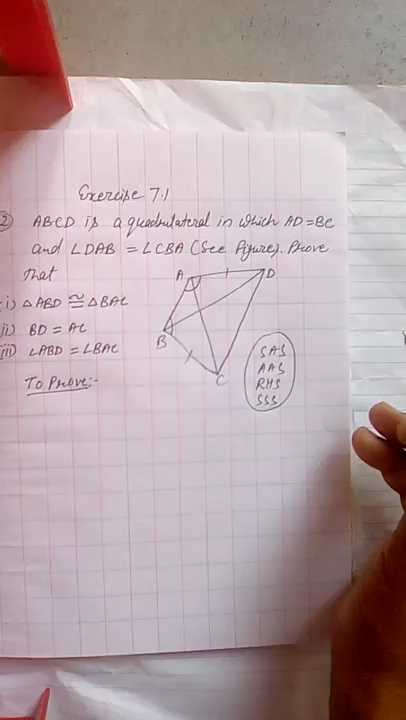 Exercise 7.1
② ABCD is a quadrilateral in which AD = BC
and ∠DAB = ∠CBA (See figure). Prove
that
i) △ABD ≅ △BAC
ii) BD = AC
iii) ∠ABD = ∠BAC
To Prove:-
A
D
B
C
SAS
AAS
RHS
SSS